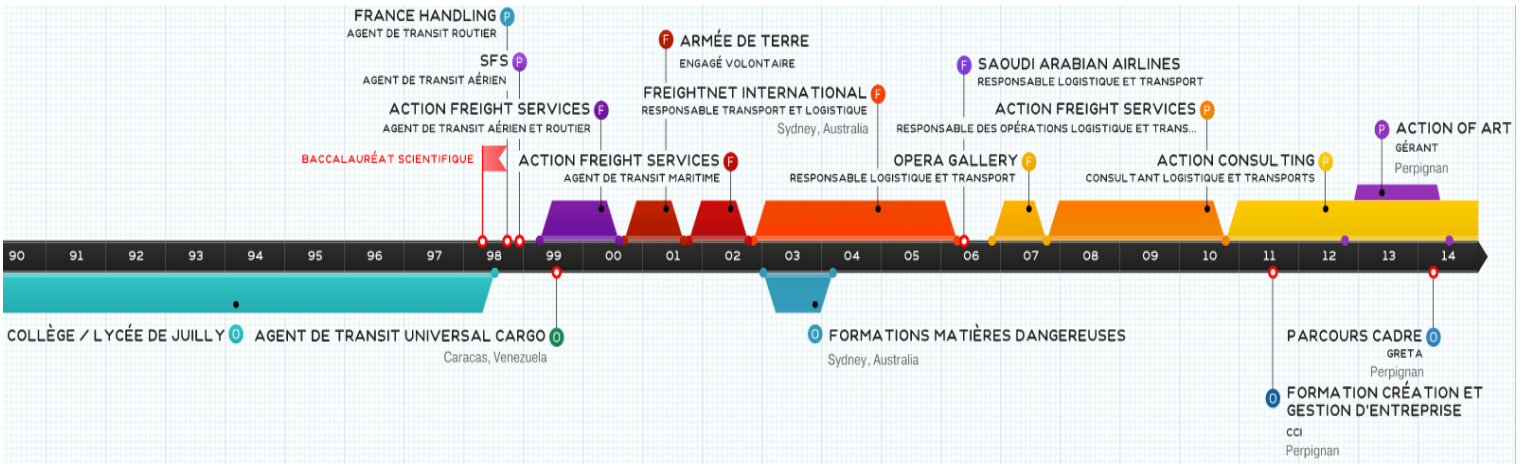 FRANCE HANDLING P
AGENT DE TRANSIT ROUTIER
SFS P
AGENT DE TRANSIT AÉRIEN
ACTION FREIGHT SERVICES F
AGENT DE TRANSIT AÉRIEN ET ROUTIER
BACCALAURÉAT SCIENTIFIQUE
F ARMÉE DE TERRE
ENGAGÉ VOLONTAIRE
FREIGHTNET INTERNATIONAL F
RESPONSABLE TRANSPORT ET LOGISTIQUE
Sydney, Australia
ACTION FREIGHT SERVICES F
AGENT DE TRANSIT MARITIME
F SAOUDI ARABIAN AIRLINES
RESPONSABLE LOGISTIQUE ET TRANSPORT
ACTION FREIGHT SERVICES P
RESPONSABLE DES OPÉRATIONS LOGISTIQUE ET TRANS...
OPERA GALLERY F
RESPONSABLE LOGISTIQUE ET TRANSPORT
ACTION CONSULTING P
CONSULTANT LOGISTIQUE ET TRANSPORTS
P ACTION OF ART
GÉRANT
Perpignan
90 91 92 93 94 95 96 97 98 99 00 01 02 03 04 05 06 07 08 09 10 11 12 13 14
COLLÈGE / LYCÉE DE JUILLY O
AGENT DE TRANSIT UNIVERSAL CARGO O
Caracas, Venezuela
O FORMATIONS MATIÈRES DANGEREUSES
Sydney, Australia
PARCOURS CADRE O
GRETA
Perpignan
O FORMATION CRÉATION ET
GESTION D'ENTREPRISE
CCI
Perpignan